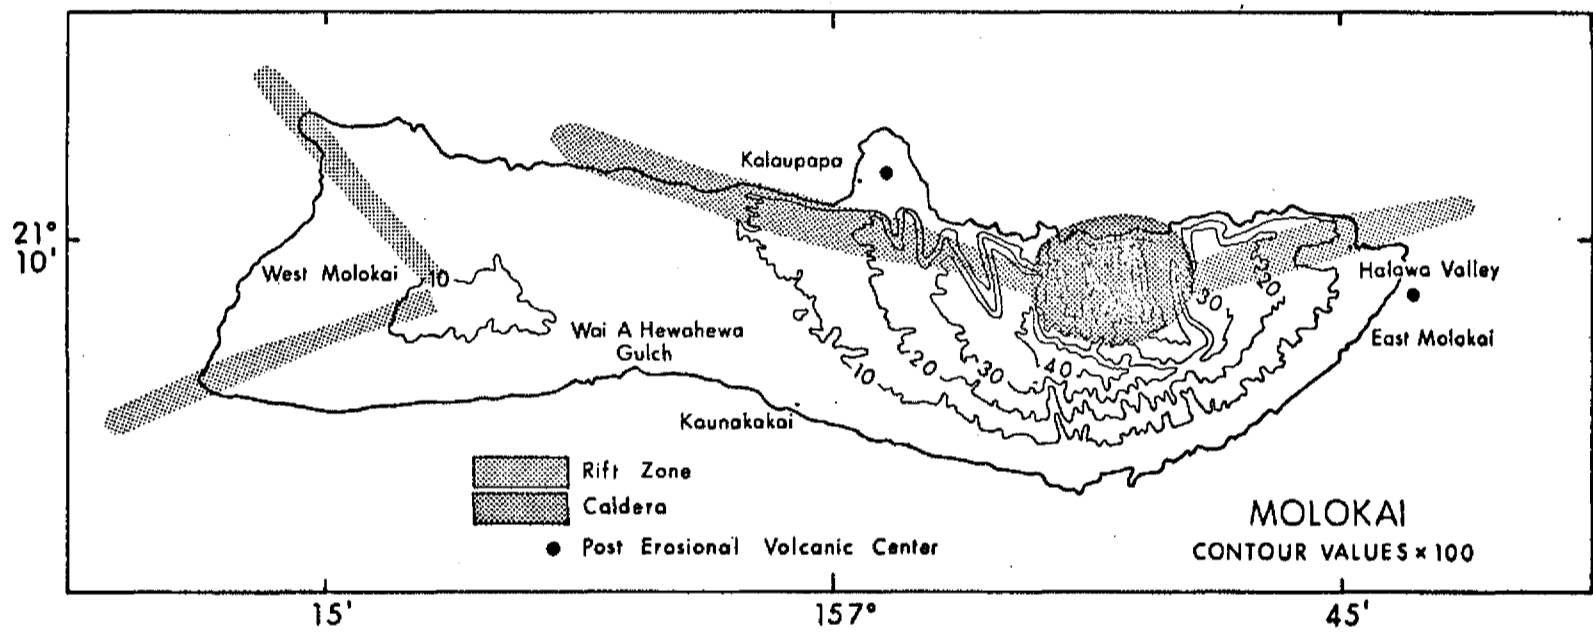 Kalaupapa
21°
10'
West Molokai
10
Halawa Valley
20
30
Wai A Hewahewa
Gulch
East Molokai
10
20
30
40
Kaunakakai
Rift Zone
Caldera
Post Erosional Volcanic Center
MOLOKAI
CONTOUR VALUES × 100
15'
157°
45'